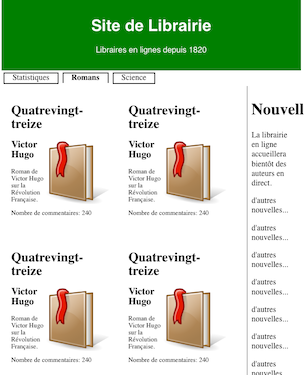 Site de Librairie
Libraires en lignes depuis 1820
Statistiques
Romans
Science
Quatrevingt-
treize
Victor
Hugo
Roman de
Victor Hugo
sur la
Révolution
Française.
Nombre de commentaires: 240
Quatrevingt-
treize
Victor
Hugo
Roman de
Victor Hugo
sur la
Révolution
Française.
Nombre de commentaires: 240
Quatrevingt-
treize
Victor
Hugo
Roman de
Victor Hugo
sur la
Révolution
Française.
Nombre de commentaires: 240
Quatrevingt-
treize
Victor
Hugo
Roman de
Victor Hugo
sur la
Révolution
Française.
Nombre de commentaires: 240
Nouvell
La librairie
en ligne
accueillera
bientôt des
auteurs en
direct.
d'autres
nouvelles...
d'autres
nouvelles...
d'autres
nouvelles...
d'autres
nouvelles...
d'autres
nouvelles...
d'autres
nouvelles...
d'autres